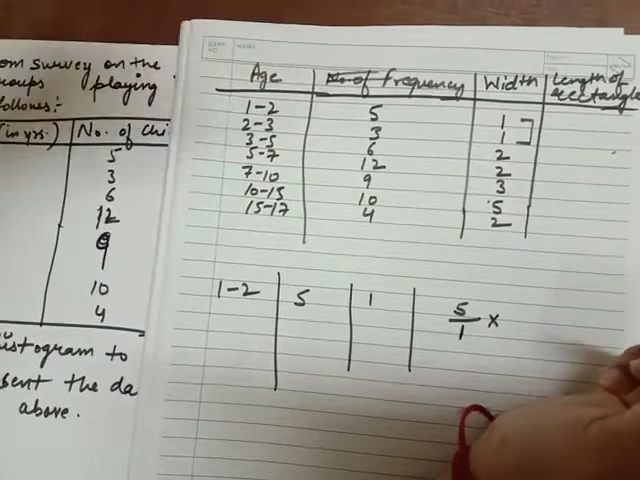 om survey on the
roups playing
follows:-
(in yrs.) No. of Chi
5
3
6
12
9
10
4
histogram to
sent the da
above.
Age of Frequency Width Length of rectangle
1-2 5 1
2-3 3 1
3-5 6 2
5-7 12 2
7-10 9 3
10-15 10 5
15-17 4 2
1-2 5 1 5/1 ×